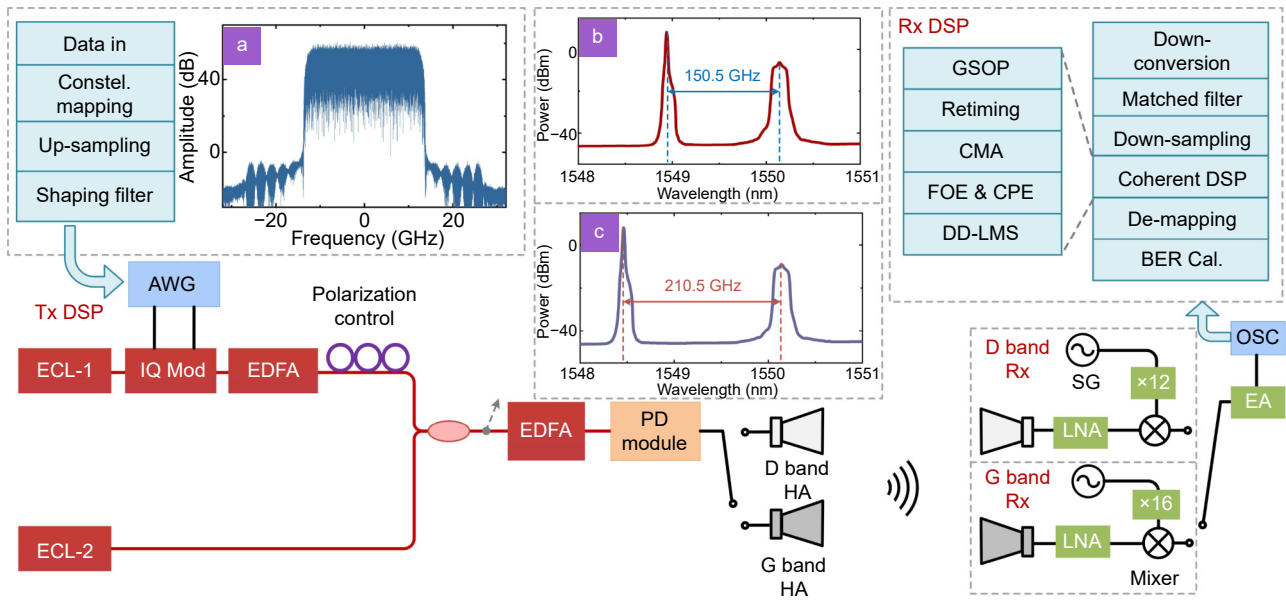 Data in
Constel.
mapping
Up-sampling
Shaping filter
Tx DSP
a
Amplitude (dB)
40
0
−20
0
20
Frequency (GHz)
b
Power (dBm)
0
−40
150.5 GHz
1548
1549
1550
1551
Wavelength (nm)
c
Power (dBm)
0
−40
210.5 GHz
1548
1549
1550
1551
Wavelength (nm)
Rx DSP
GSOP
Retiming
CMA
FOE & CPE
DD-LMS
Down-
conversion
Matched filter
Down-sampling
Coherent DSP
De-mapping
BER Cal.
AWG
Polarization
control
ECL-1
IQ Mod
EDFA
ECL-2
EDFA
PD
module
D band
HA
G band
HA
D band
Rx
SG
×12
LNA
G band
Rx
×16
LNA
Mixer
OSC
EA